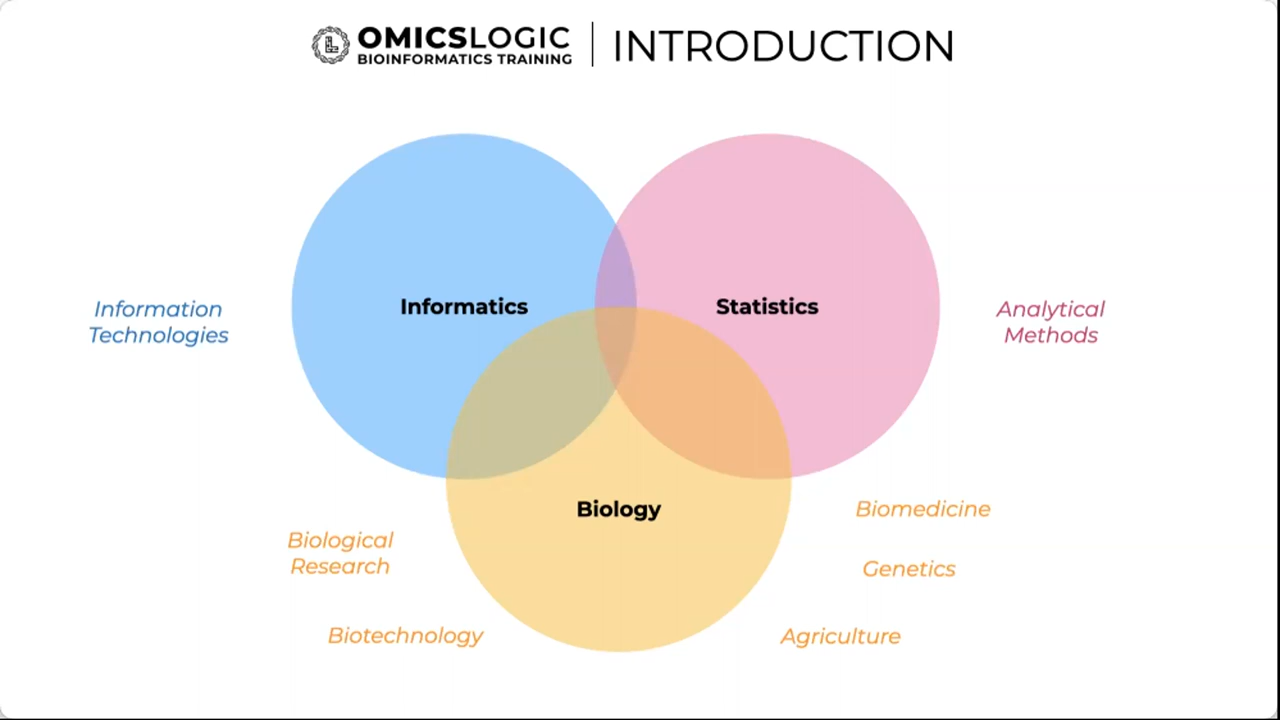 OMICSLOGIC
BIOINFORMATICS TRAINING
INTRODUCTION
Informatics
Statistics
Information
Technologies
Analytical
Methods
Biology
Biomedicine
Biological
Research
Genetics
Biotechnology
Agriculture